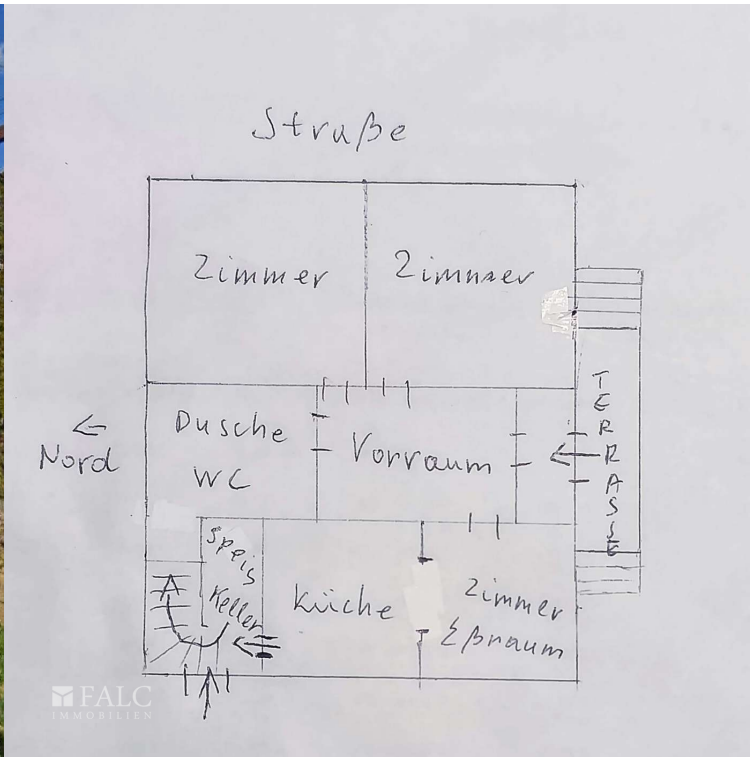 Straße
Zimmer
Zimmer
← Nord
Dusche
WC
Vorraum
TERRASSE
Speis
Keller
Küche
Zimmer
Eßraum
FALC
IMMOBILIEN